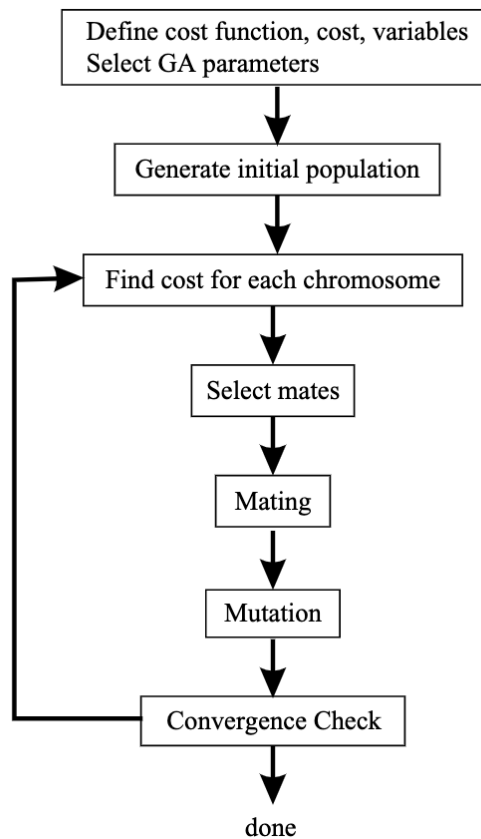 Define cost function, cost, variables
Select GA parameters
Generate initial population
Find cost for each chromosome
Select mates
Mating
Mutation
Convergence Check
done